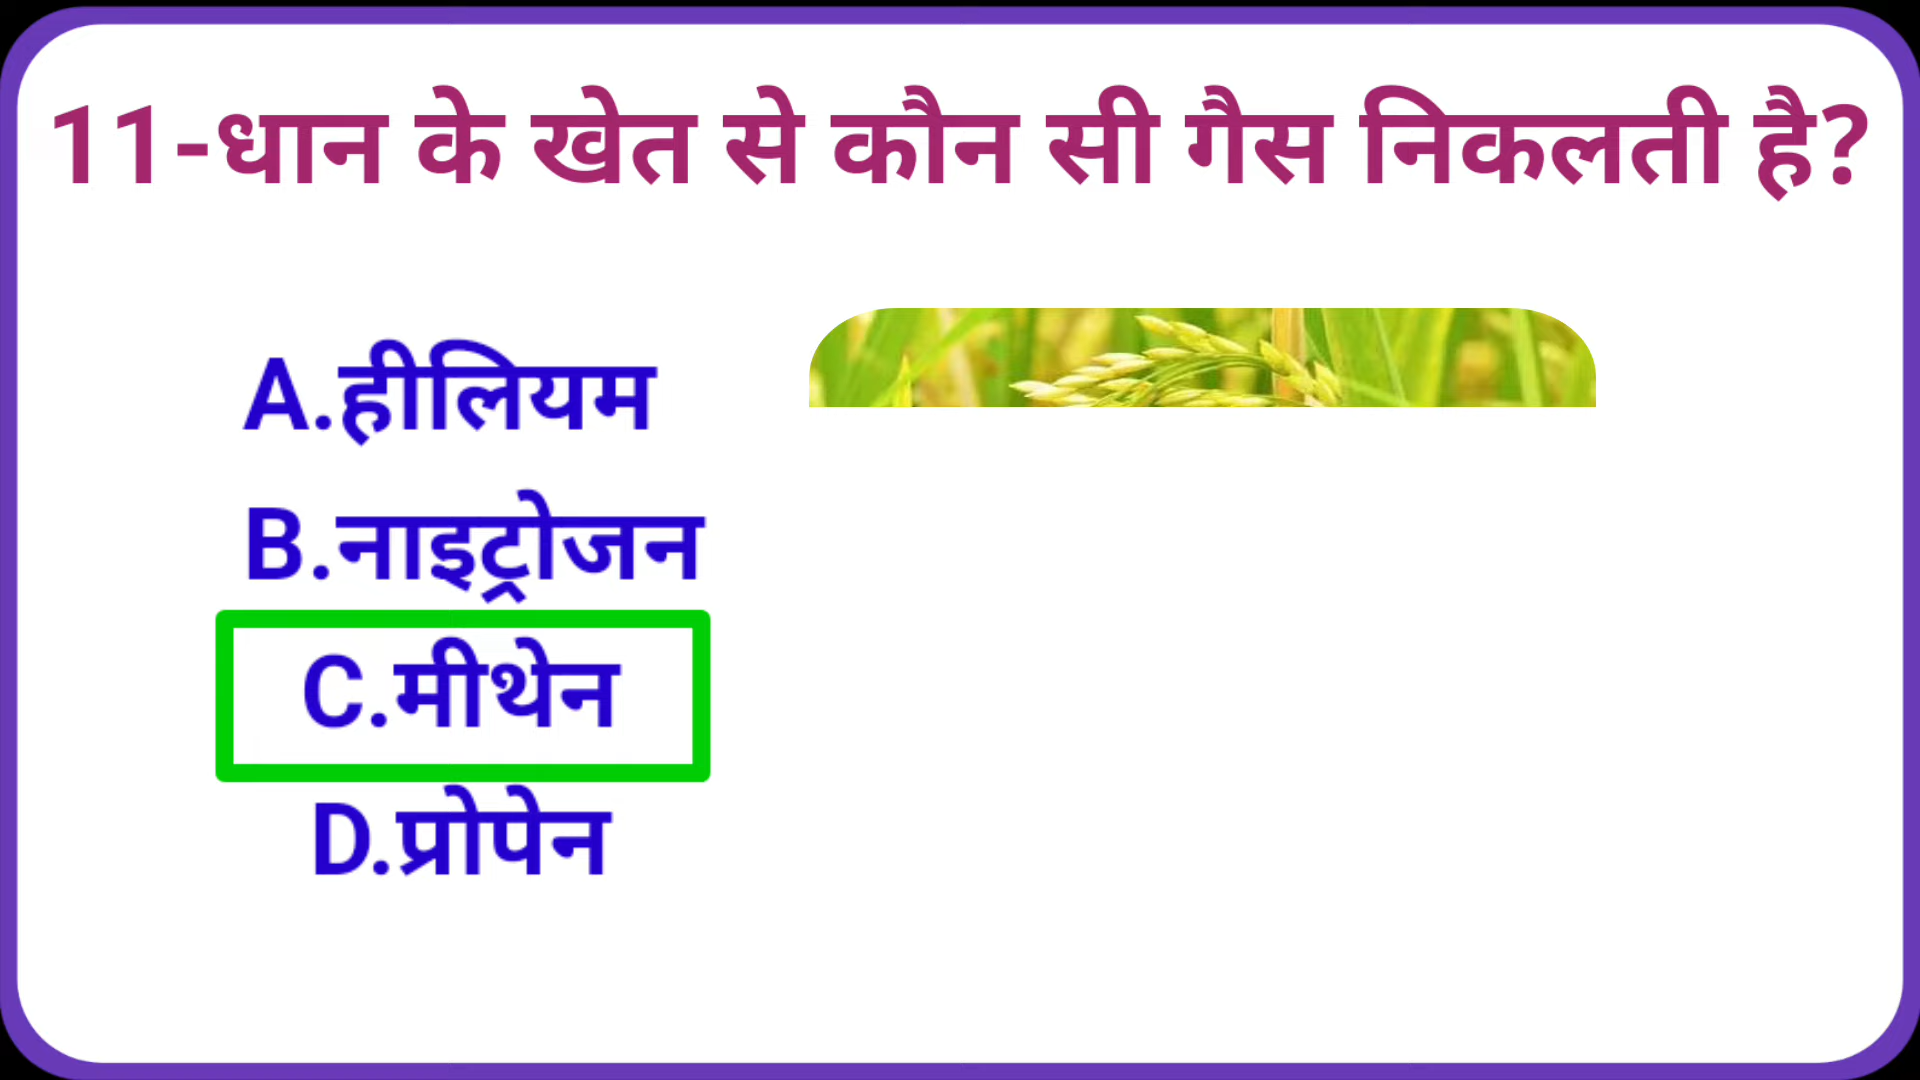 11-धान के खेत से कौन सी गैस निकलती है?
A.हीलियम
B.नाइट्रोजन
C.मीथेन
D.प्रोपेन